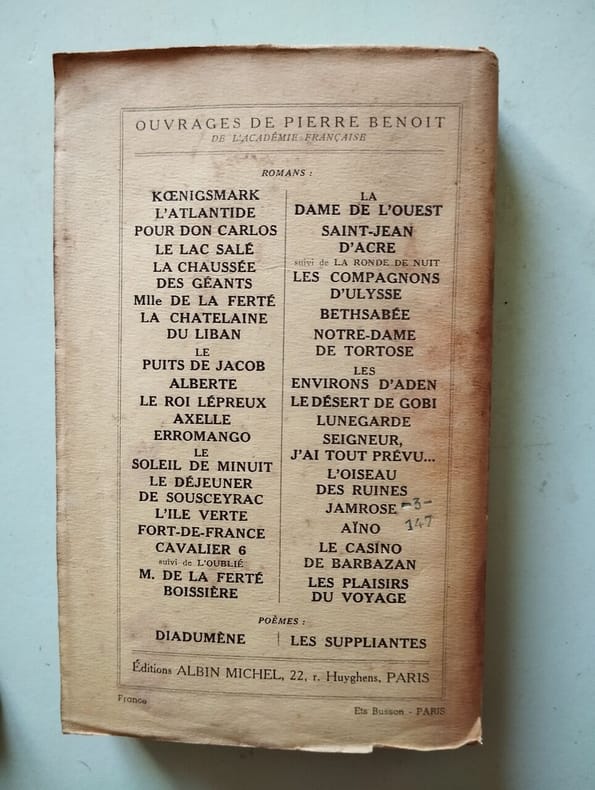 OUVRAGES DE PIERRE BENOIT
DE L'ACADÉMIE FRANÇAISE
ROMANS :
KŒNIGSMARK
L'ATLANTIDE
POUR DON CARLOS
LE LAC SALÉ
LA CHAUSSÉE
DES GÉANTS
Mlle DE LA FERTÉ
LA CHATELAINE
DU LIBAN
LE
PUITS DE JACOB
ALBERTE
LE ROI LÉPREUX
AXELLE
ERROMANGO
LE
SOLEIL DE MINUIT
LE DÉJEUNER
DE SOUSCEYRAC
L'ILE VERTE
FORT-DE-FRANCE
CAVALIER 6
suivi de L'OUBLIÉ
M. DE LA FERTÉ
BOISSIÈRE
LA
DAME DE L'OUEST
SAINT-JEAN
D'ACRE
suivi de LA RONDE DE NUIT
LES COMPAGNONS
D'ULYSSE
BETHSABÉE
NOTRE-DAME
DE TORTOSE
LES
ENVIRONS D'ADEN
LE DÉSERT DE GOBI
LUNEGARDE
SEIGNEUR,
J'AI TOUT PRÉVU...
L'OISEAU
DES RUINES
JAMROSE -3-
AÏNO 147
LE CASINO
DE BARBAZAN
LES PLAISIRS
DU VOYAGE
POÈMES :
DIADUMÈNE
LES SUPPLIANTES
Éditions ALBIN MICHEL, 22, r. Huyghens, PARIS
France
Ets Busson - PARIS